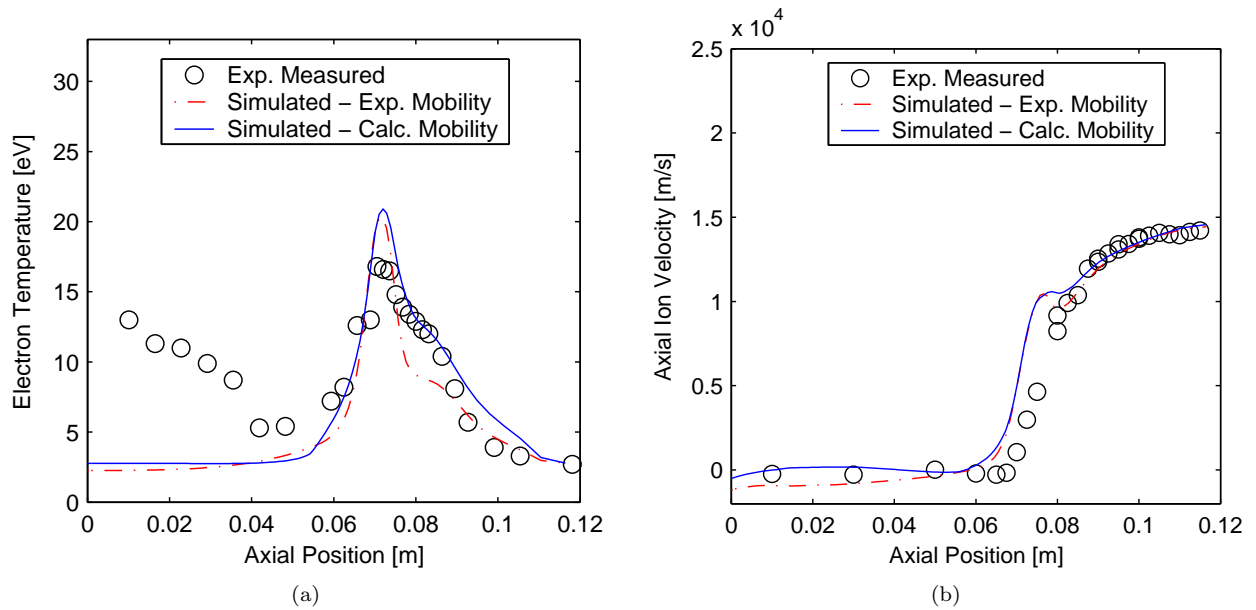 Electron Temperature [eV]
30
25
20
15
10
5
0
Exp. Measured
Simulated – Exp. Mobility
Simulated – Calc. Mobility
0 0.02 0.04 0.06 0.08 0.10 0.12
Axial Position [m]
(a)
x 10⁴
Axial Ion Velocity [m/s]
2.5
2.0
1.5
1.0
0.5
0
Exp. Measured
Simulated – Exp. Mobility
Simulated – Calc. Mobility
0 0.02 0.04 0.06 0.08 0.1 0.12
Axial Position [m]
(b)